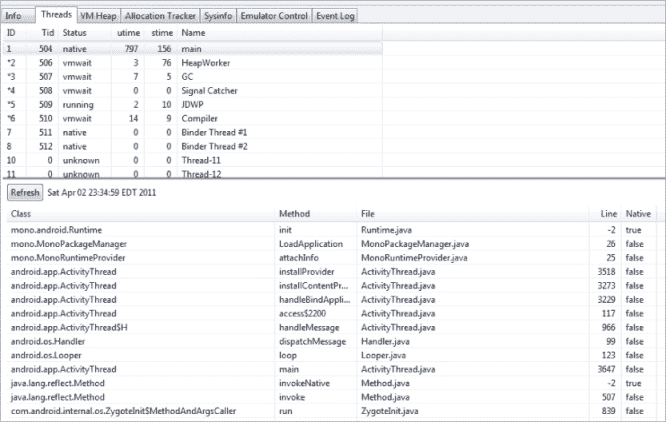 Info Threads VM Heap Allocation Tracker Sysinfo Emulator Control Event Log
ID Tid Status utime stime Name
1 504 native 797 156 main
*2 506 vmwait 3 76 HeapWorker
*3 507 vmwait 7 5 GC
*4 508 vmwait 0 0 Signal Catcher
*5 509 running 2 10 JDWP
*6 510 vmwait 14 9 Compiler
7 511 native 0 0 Binder Thread #1
8 512 native 0 0 Binder Thread #2
10 0 unknown 0 0 Thread-11
11 0 unknown 0 0 Thread-12
Refresh Sat Apr 02 23:34:59 EDT 2011
Class Method File Line Native
mono.android.Runtime init Runtime.java -2 true
mono.MonoPackageManager LoadApplication MonoPackageManager.java 26 false
mono.MonoRuntimeProvider attachInfo MonoRuntimeProvider.java 25 false
android.app.ActivityThread installProvider ActivityThread.java 3518 false
android.app.ActivityThread installContentPr... ActivityThread.java 3273 false
android.app.ActivityThread handleBindAppli... ActivityThread.java 3229 false
android.app.ActivityThread access$2200 ActivityThread.java 117 false
android.app.ActivityThread$H handleMessage ActivityThread.java 966 false
android.os.Handler dispatchMessage Handler.java 99 false
android.os.Looper loop Looper.java 123 false
android.app.ActivityThread main ActivityThread.java 3647 false
java.lang.reflect.Method invokeNative Method.java -2 true
java.lang.reflect.Method invoke Method.java 507 false
com.android.internal.os.ZygoteInit$MethodAndArgsCaller run ZygoteInit.java 839 false